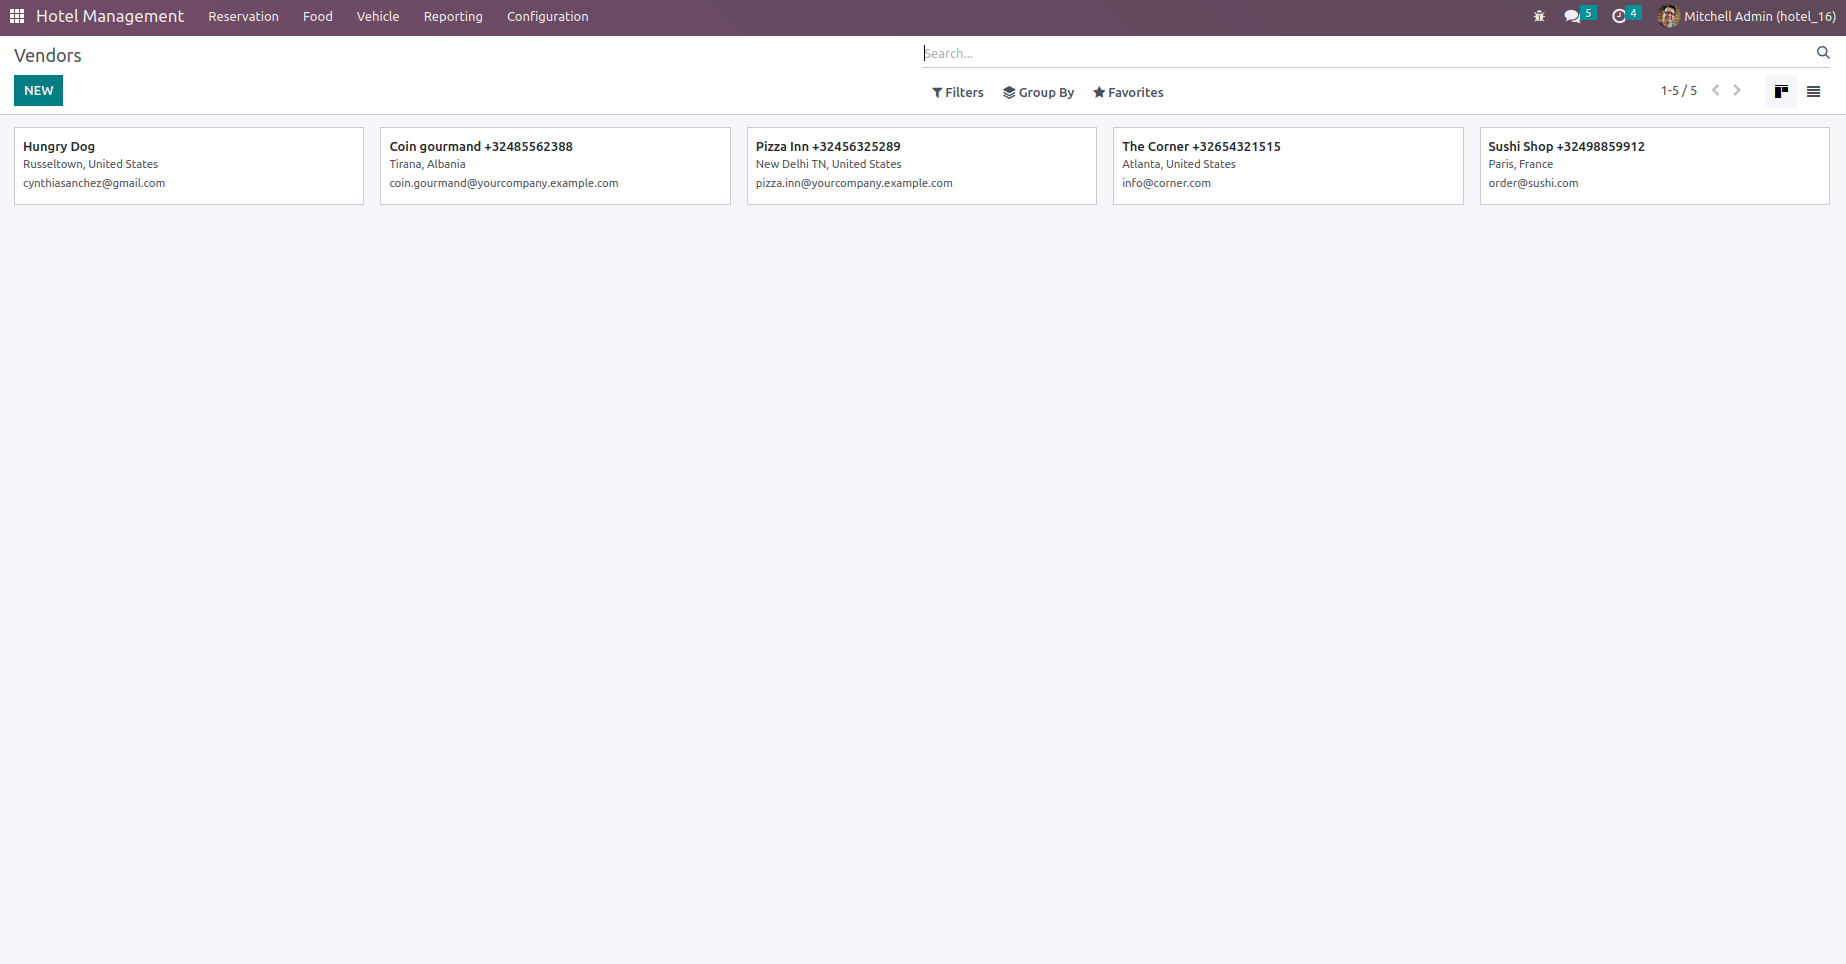 Hotel Management Reservation Food Vehicle Reporting Configuration 5 4 Mitchell Admin (hotel_16)
Vendors
Search...
NEW
Filters Group By Favorites
1-5 / 5
Hungry Dog
Russeltown, United States
cynthiasanchez@gmail.com
Coin gourmand +32485562388
Tirana, Albania
coin.gourmand@yourcompany.example.com
Pizza Inn +32456325289
New Delhi TN, United States
pizza.inn@yourcompany.example.com
The Corner +32654321515
Atlanta, United States
info@corner.com
Sushi Shop +32498859912
Paris, France
order@sushi.com